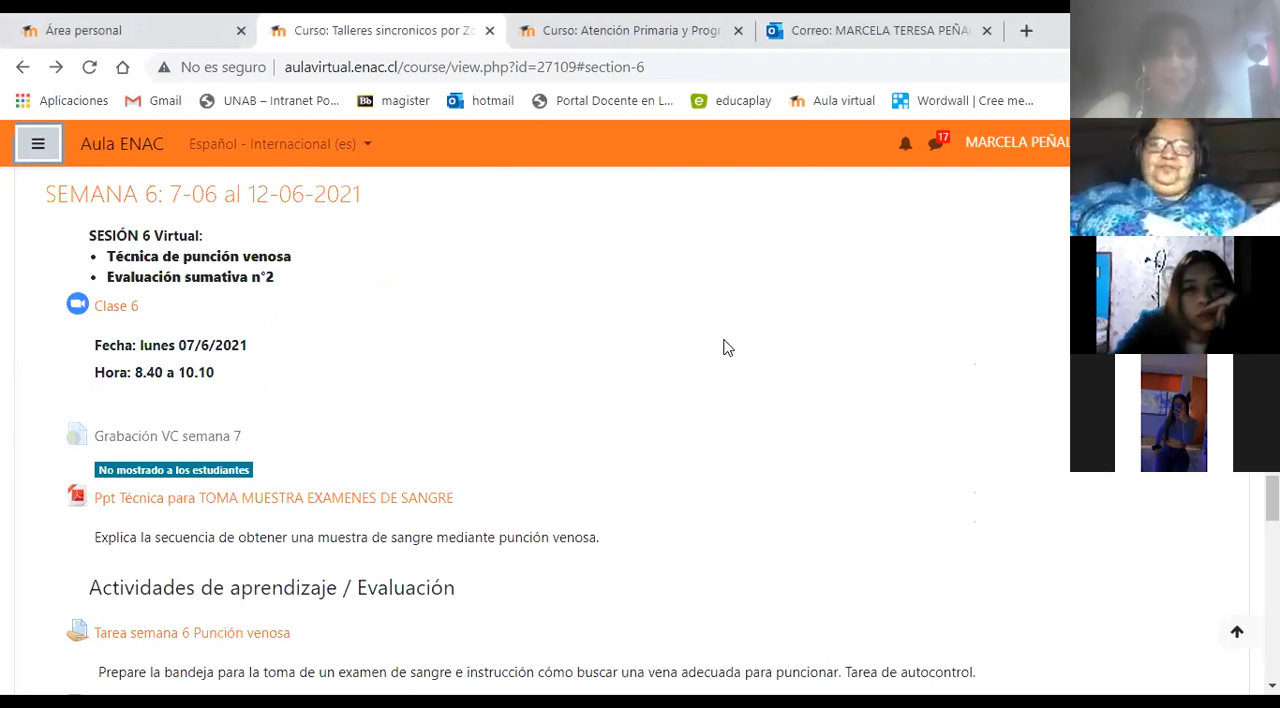 Área personal
Curso: Talleres sincronicos por Z
Curso: Atención Primaria y Progr
Correo: MARCELA TERESA PEÑA
No es seguro
avulavirtual.enac.cl/course/view.php?id=27109#section-6
Aplicaciones
Gmail
UNAB – Intranet Po...
Bb magister
hotmail
Portal Docente en L...
educaplay
Aula virtual
Wordwall | Cree me...
Aula ENAC
Español - Internacional (es)
17
MARCELA PEÑAL
SEMANA 6: 7-06 al 12-06-2021
SESIÓN 6 Virtual:
• Técnica de punción venosa
• Evaluación sumativa n°2
Clase 6
Fecha: lunes 07/6/2021
Hora: 8.40 a 10.10
Grabación VC semana 7
No mostrado a los estudiantes
Ppt Técnica para TOMA MUESTRA EXAMENES DE SANGRE
Explica la secuencia de obtener una muestra de sangre mediante punción venosa.
Actividades de aprendizaje / Evaluación
Tarea semana 6 Punción venosa
Prepare la bandeja para la toma de un examen de sangre e instrucción cómo buscar una vena adecuada para puncionar. Tarea de autocontrol.